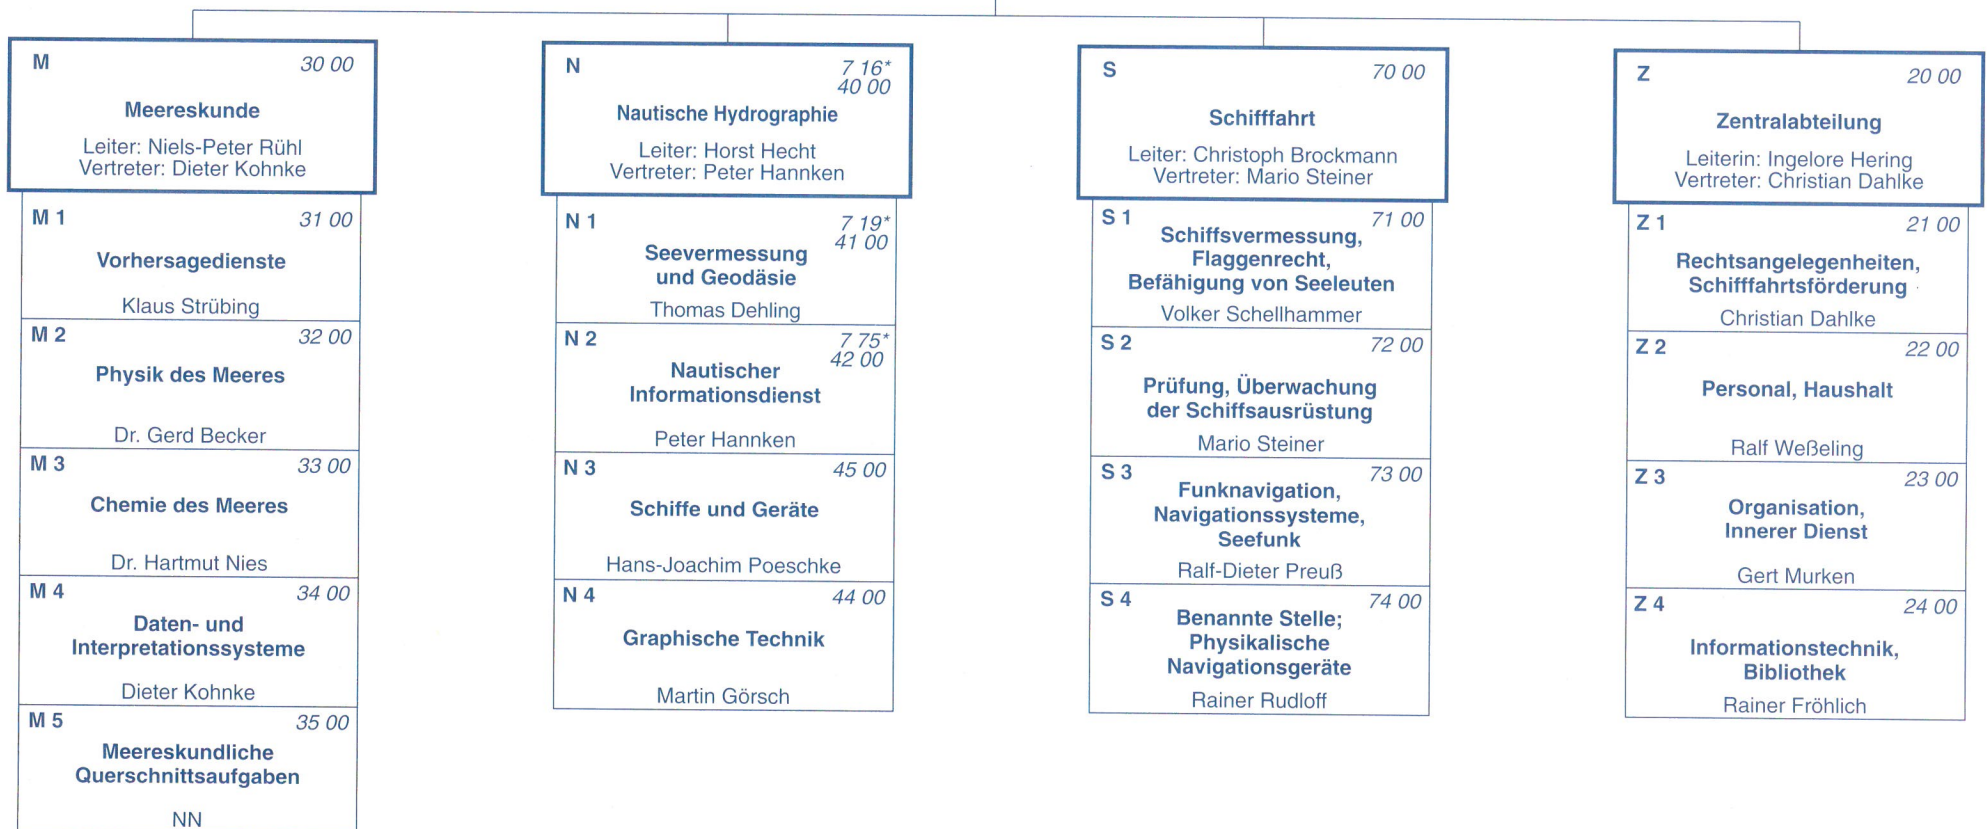 M 30 00
Meereskunde
Leiter: Niels-Peter Rühl
Vertreter: Dieter Kohnke
M 1 31 00
Vorhersagedienste
Klaus Strübing
M 2 32 00
Physik des Meeres
Dr. Gerd Becker
M 3 33 00
Chemie des Meeres
Dr. Hartmut Nies
M 4 34 00
Daten- und
Interpretationssysteme
Dieter Kohnke
M 5 35 00
Meereskundliche
Querschnittsaufgaben
NN
N 7 16*
40 00
Nautische Hydrographie
Leiter: Horst Hecht
Vertreter: Peter Hannken
N 1 7 19*
41 00
Seevermessung
und Geodäsie
Thomas Dehling
N 2 7 75*
42 00
Nautischer
Informationsdienst
Peter Hannken
N 3 45 00
Schiffe und Geräte
Hans-Joachim Poeschke
N 4 44 00
Graphische Technik
Martin Görsch
S 70 00
Schifffahrt
Leiter: Christoph Brockmann
Vertreter: Mario Steiner
S 1 71 00
Schiffsvermessung,
Flaggenrecht,
Befähigung von Seeleuten
Volker Schellhammer
S 2 72 00
Prüfung, Überwachung
der Schiffsausrüstung
Mario Steiner
S 3 73 00
Funknavigation,
Navigationssysteme,
Seefunk
Ralf-Dieter Preuß
S 4 74 00
Benannte Stelle;
Physikalische
Navigationsgeräte
Rainer Rudloff
Z 20 00
Zentralabteilung
Leiterin: Ingelore Hering
Vertreter: Christian Dahlke
Z 1 21 00
Rechtsangelegenheiten,
Schifffahrtsförderung
Christian Dahlke
Z 2 22 00
Personal, Haushalt
Ralf Weßeling
Z 3 23 00
Organisation,
Innerer Dienst
Gert Murken
Z 4 24 00
Informationstechnik,
Bibliothek
Rainer Fröhlich